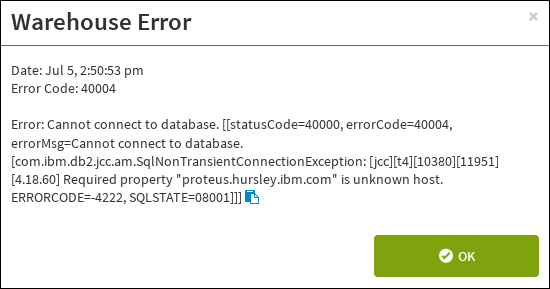 Warehouse Error
×
Date: Jul 5, 2:50:53 pm
Error Code: 40004
Error: Cannot connect to database. [[statusCode=40000, errorCode=40004,
errorMsg=Cannot connect to database.
[com.ibm.db2.jcc.am.SqlNonTransientConnectionException: [jcc][t4][10380][11951]
[4.18.60] Required property "proteus.hursley.ibm.com" is unknown host.
ERRORCODE=-4222, SQLSTATE=08001]]]
OK